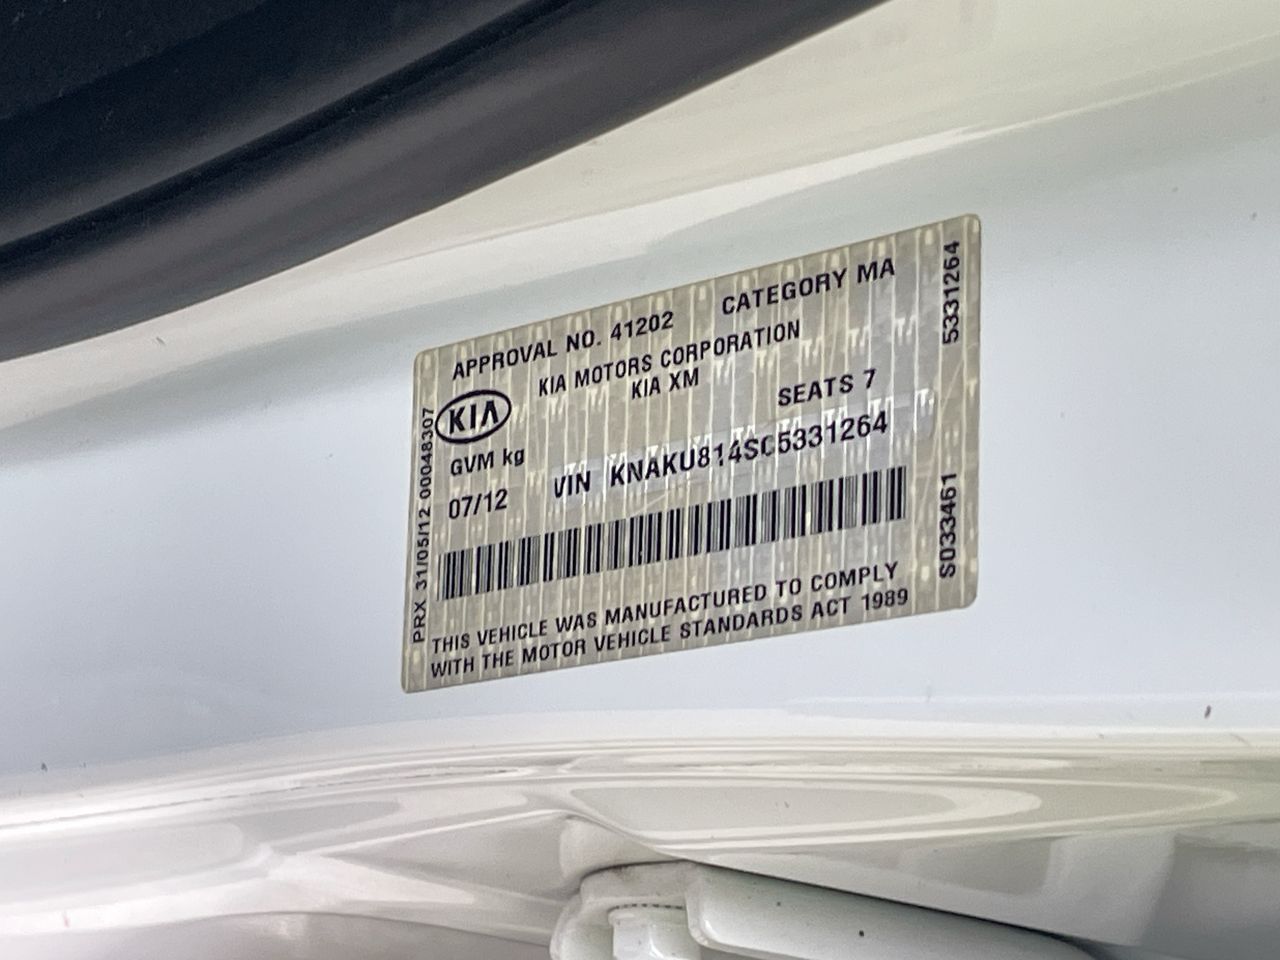 APPROVAL NO. 41202 CATEGORY MA
KIA MOTORS CORPORATION
KIA XM
KIA
SEATS 7
GVM kg
VIN KNAKU814SC5331264
07/12
THIS VEHICLE WAS MANUFACTURED TO COMPLY
WITH THE MOTOR VEHICLE STANDARDS ACT 1989
PRX 31/05/12 00048307
5331264
S033461